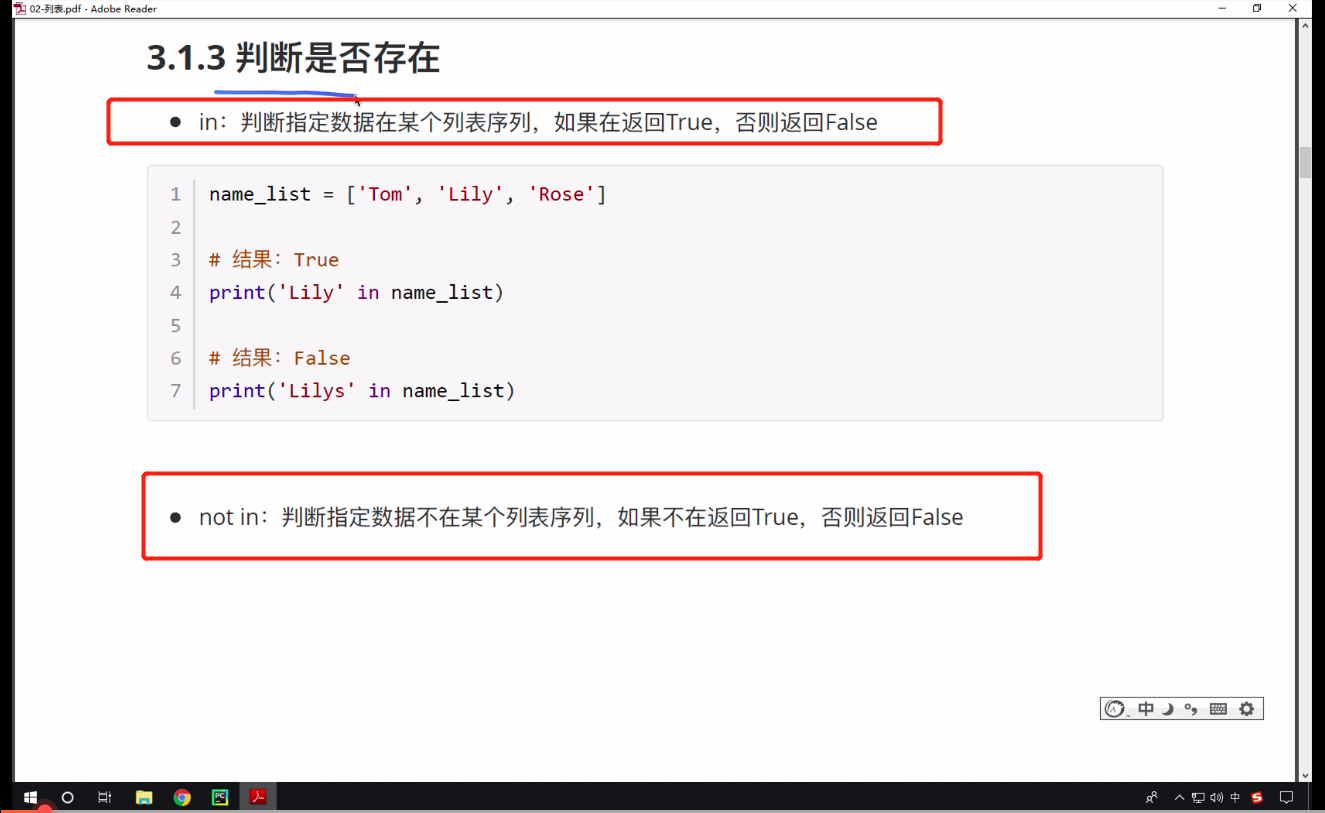 02-列表.pdf - Adobe Reader
3.1.3 判断是否存在
● in：判断指定数据在某个列表序列，如果在返回True，否则返回False
1 name_list = ['Tom', 'Lily', 'Rose']
2
3 # 结果：True
4 print('Lily' in name_list)
5
6 # 结果：False
7 print('Lilys' in name_list)
● not in：判断指定数据不在某个列表序列，如果不在返回True，否则返回False
中
PC
中